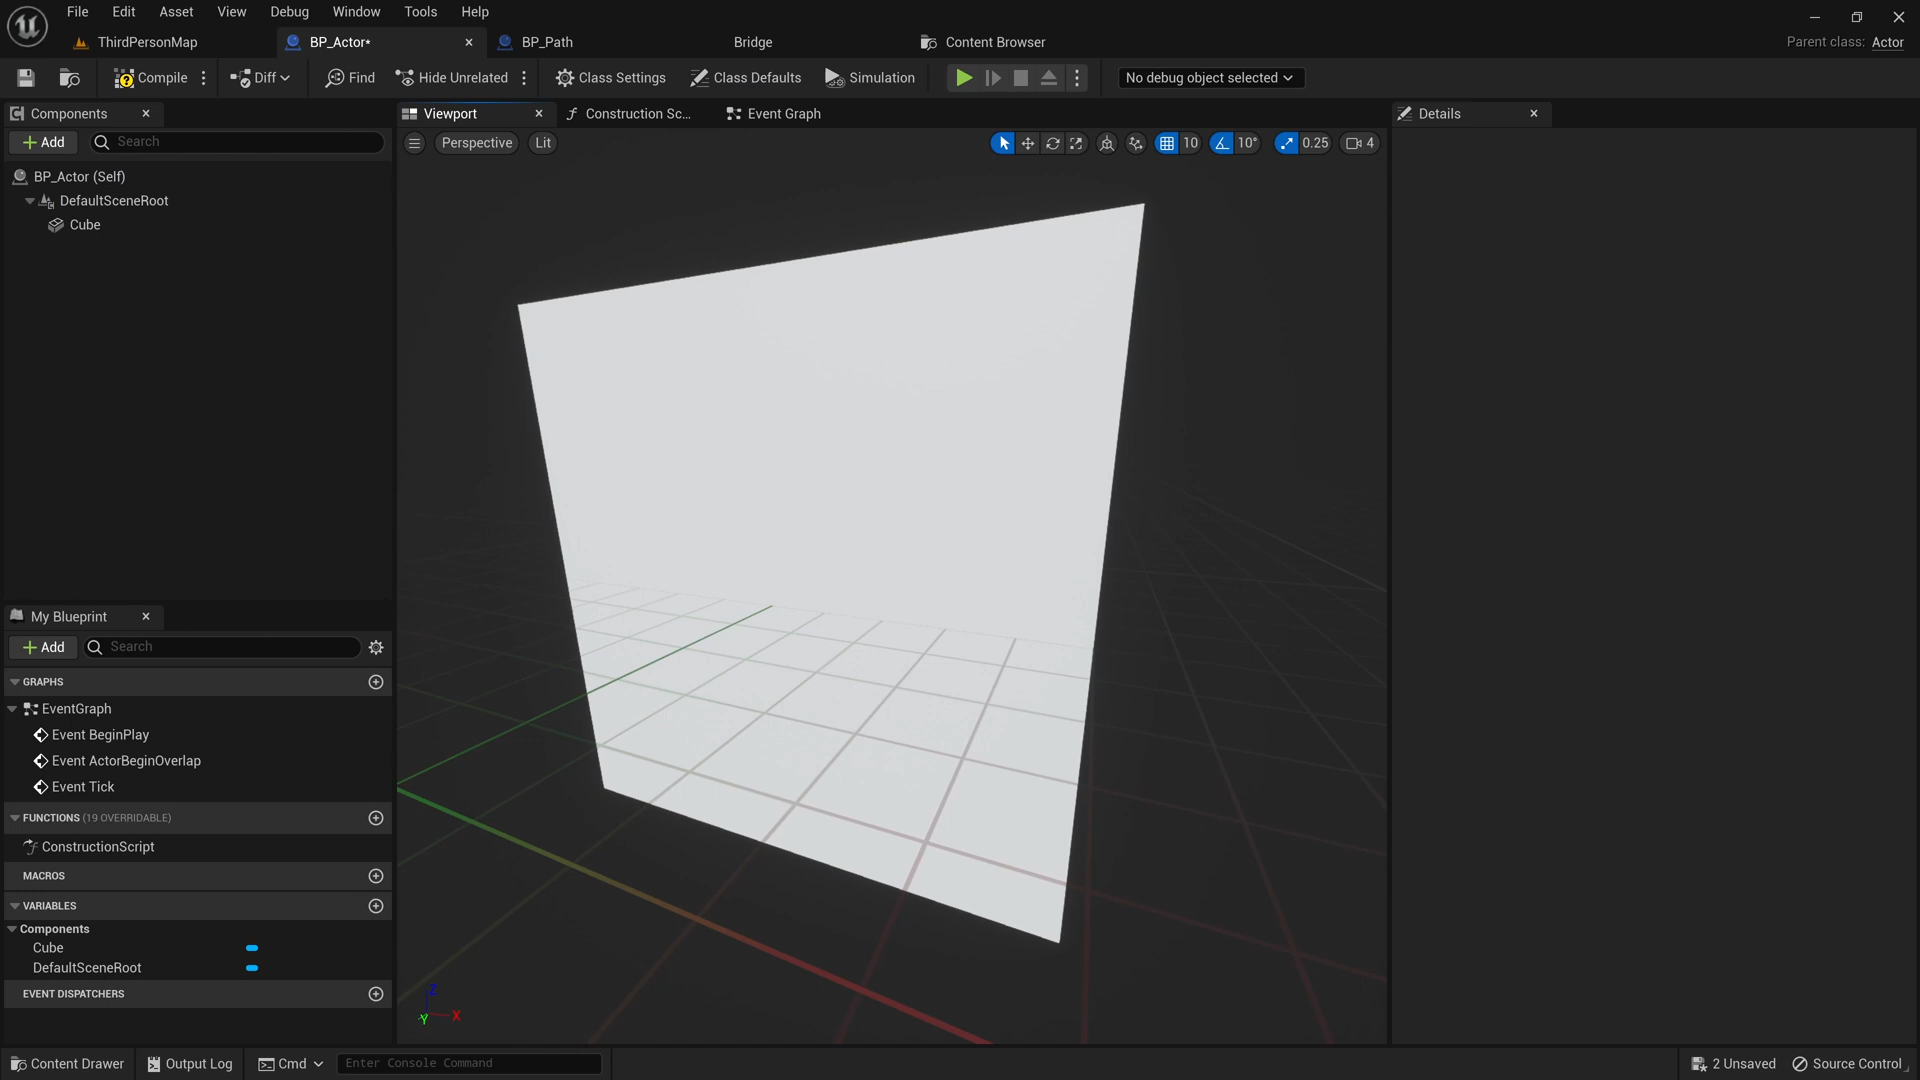 File Edit Asset View Debug Window Tools Help
ThirdPersonMap BP_Actor* BP_Path Bridge Content Browser Parent class: Actor
Compile Diff Find Hide Unrelated Class Settings Class Defaults Simulation No debug object selected
Components Viewport Construction Sc... Event Graph Details
Add Search Perspective Lit 10 10° 0.25 4
BP_Actor (Self)
DefaultSceneRoot
Cube
My Blueprint
Add Search
GRAPHS
EventGraph
Event BeginPlay
Event ActorBeginOverlap
Event Tick
FUNCTIONS (19 OVERRIDABLE)
ConstructionScript
MACROS
VARIABLES
Components
Cube
DefaultSceneRoot
EVENT DISPATCHERS
Z
Y X
Content Drawer Output Log Cmd Enter Console Command 2 Unsaved Source Control